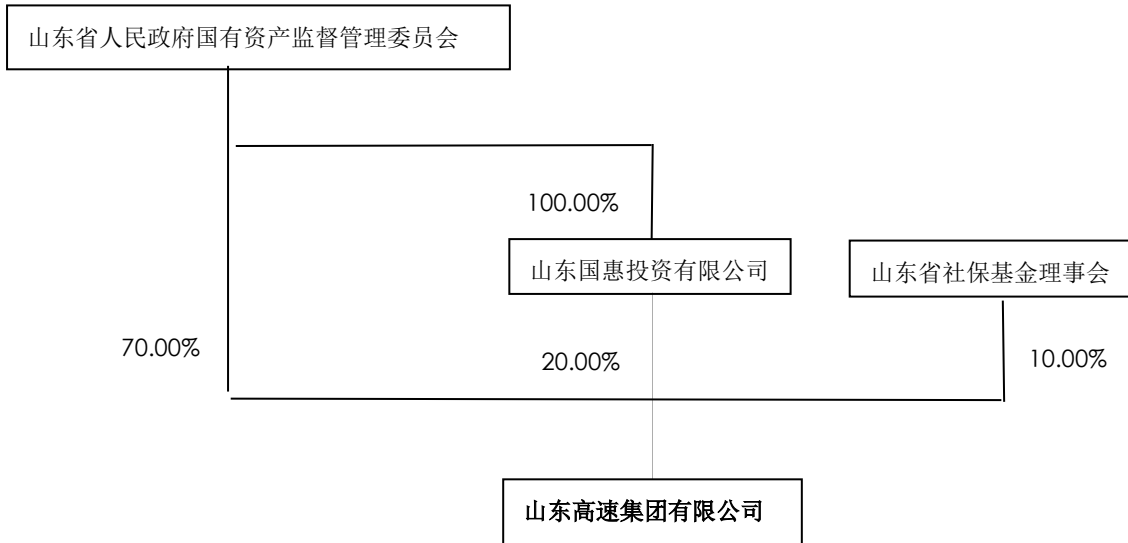 山东省人民政府国有资产监督管理委员会
100.00%
山东国惠投资有限公司
山东省社保基金理事会
70.00%
20.00%
10.00%
山东高速集团有限公司